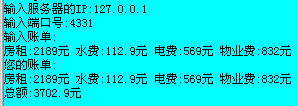 输入服务器的IP:127.0.0.1
输入端口号:4331
输入账单:
房租:2189元 水费:112.9元 电费:569元 物业费:832元
您的账单:
房租:2189元 水费:112.9元 电费:569元 物业费:832元
总额:3702.9元